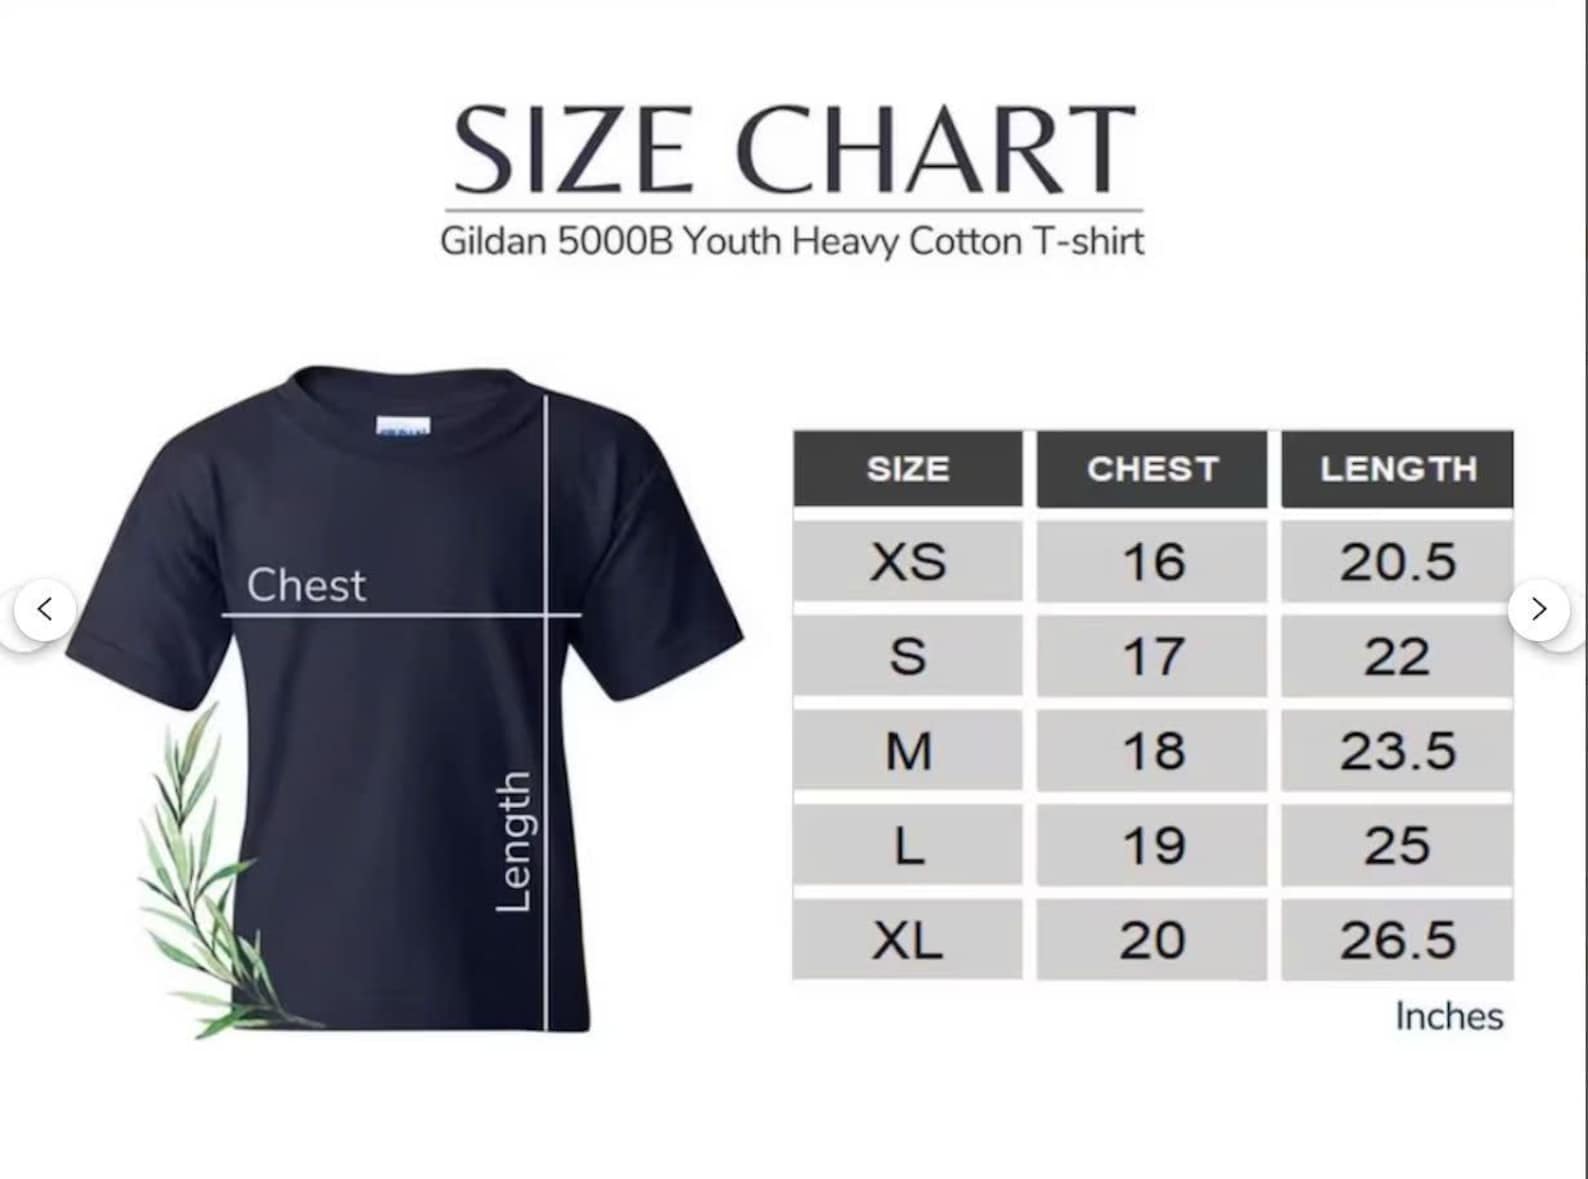 SIZE CHART
Gildan 5000B Youth Heavy Cotton T-shirt
Chest
Length
SIZE CHEST LENGTH
XS 16 20.5
S 17 22
M 18 23.5
L 19 25
XL 20 26.5
Inches